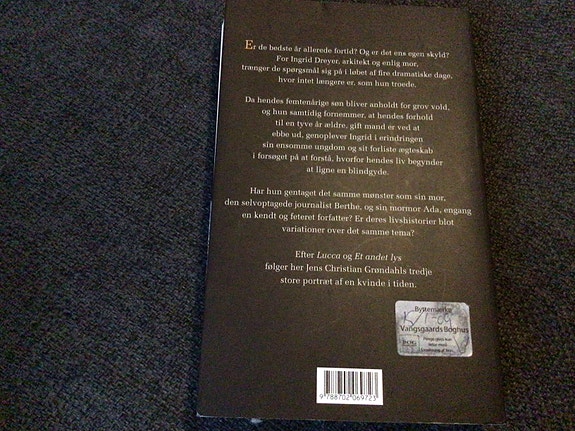 Er de bedste år allerede fortid? Og er det ens egen skyld?
For Ingrid Dreyer, arkitekt og enlig mor,
trænger de spørgsmål sig på i løbet af fire dramatiske dage,
hvor intet længere er, som hun troede.
Da hendes femtenårige søn bliver anholdt for grov vold,
og hun samtidig fornemmer, at hendes forhold
til en tyve år ældre, gift mand er ved at
ebbe ud, genoplever Ingrid i erindringen
sin ensomme ungdom og sit forliste ægteskab
i forsøget på at forstå, hvorfor hendes liv begynder
at ligne en blindgyde.
Har hun gentaget det samme mønster som sin mor,
den selvoptagede journalist Berthe, og sin mormor Ada, engang
en kendt og feteret forfatter? Er deres livshistorier blot
variationer over det samme tema?
Efter Lucca og Et andet lys
følger her Jens Christian Grøndahls tredje
store portræt af en kvinde i tiden.
Byttemærke
Vangsgaards Boghus
BOG
9 788702 069723